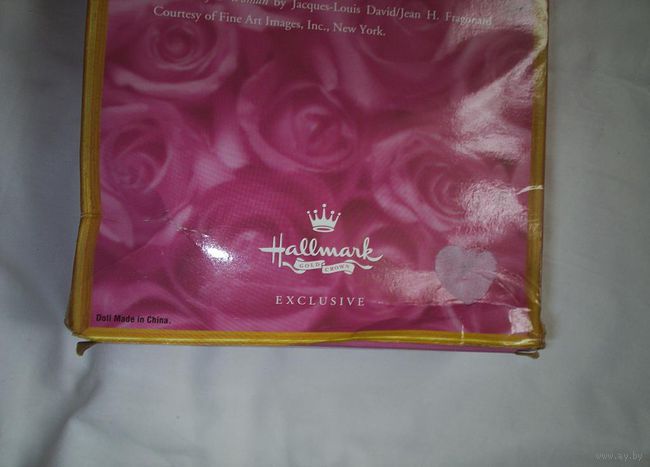 Woman by Jacques-Louis David/Jean H. Fragonard
Courtesy of Fine Art Images, Inc., New York.
Hallmark
GOLD CROWN
EXCLUSIVE
Doll Made in China.
www.ay.by